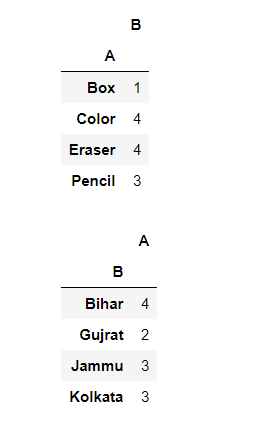 B
A
Box 1
Color 4
Eraser 4
Pencil 3
A
B
Bihar 4
Gujrat 2
Jammu 3
Kolkata 3